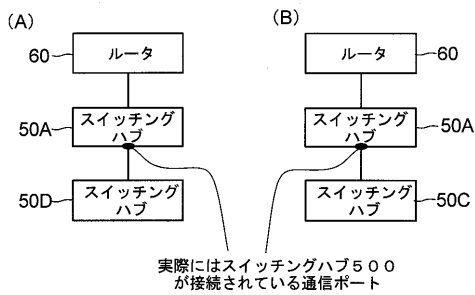 (A)
(B)
60
ルータ
ルータ
60
50A
スイッチング
ハブ
スイッチング
ハブ
50A
50D
スイッチング
ハブ
スイッチング
ハブ
50C
実際にはスイッチングハブ500
が接続されている通信ポート